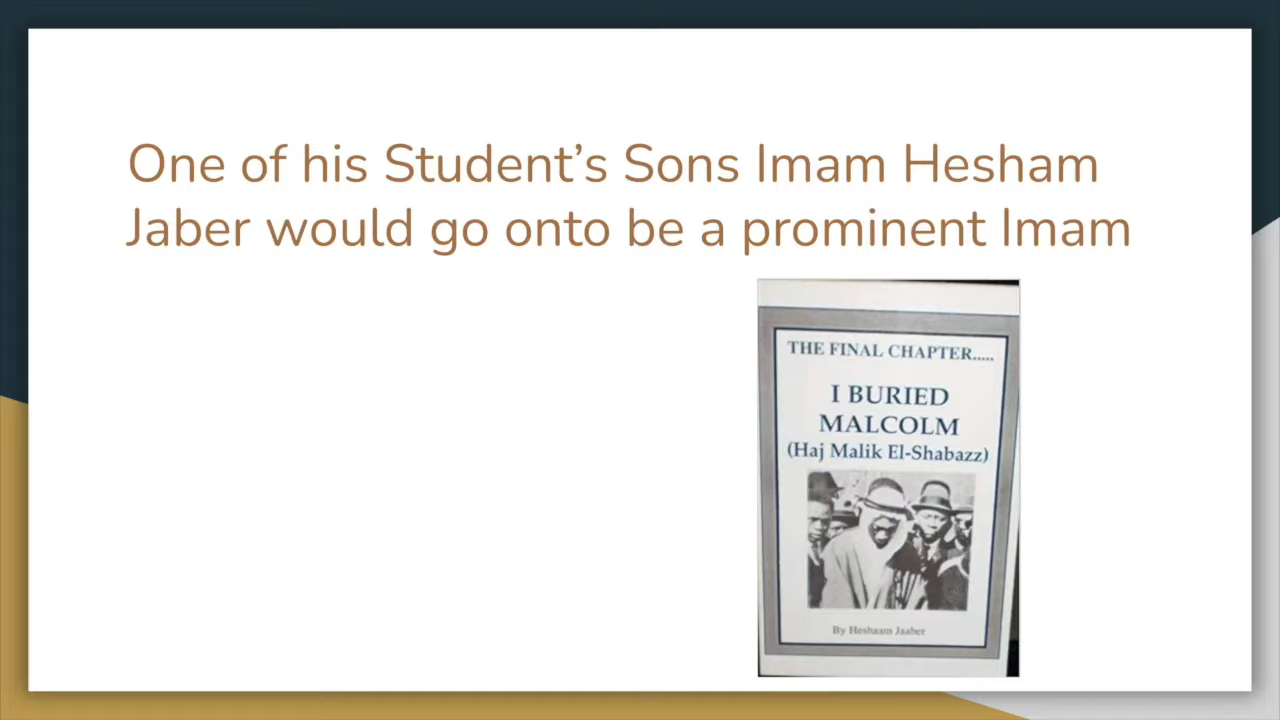 One of his Student’s Sons Imam Hesham
Jaber would go onto be a prominent Imam
THE FINAL CHAPTER.....
I BURIED
MALCOLM
(Haj Malik El-Shabazz)
By Heshaam Jaaber